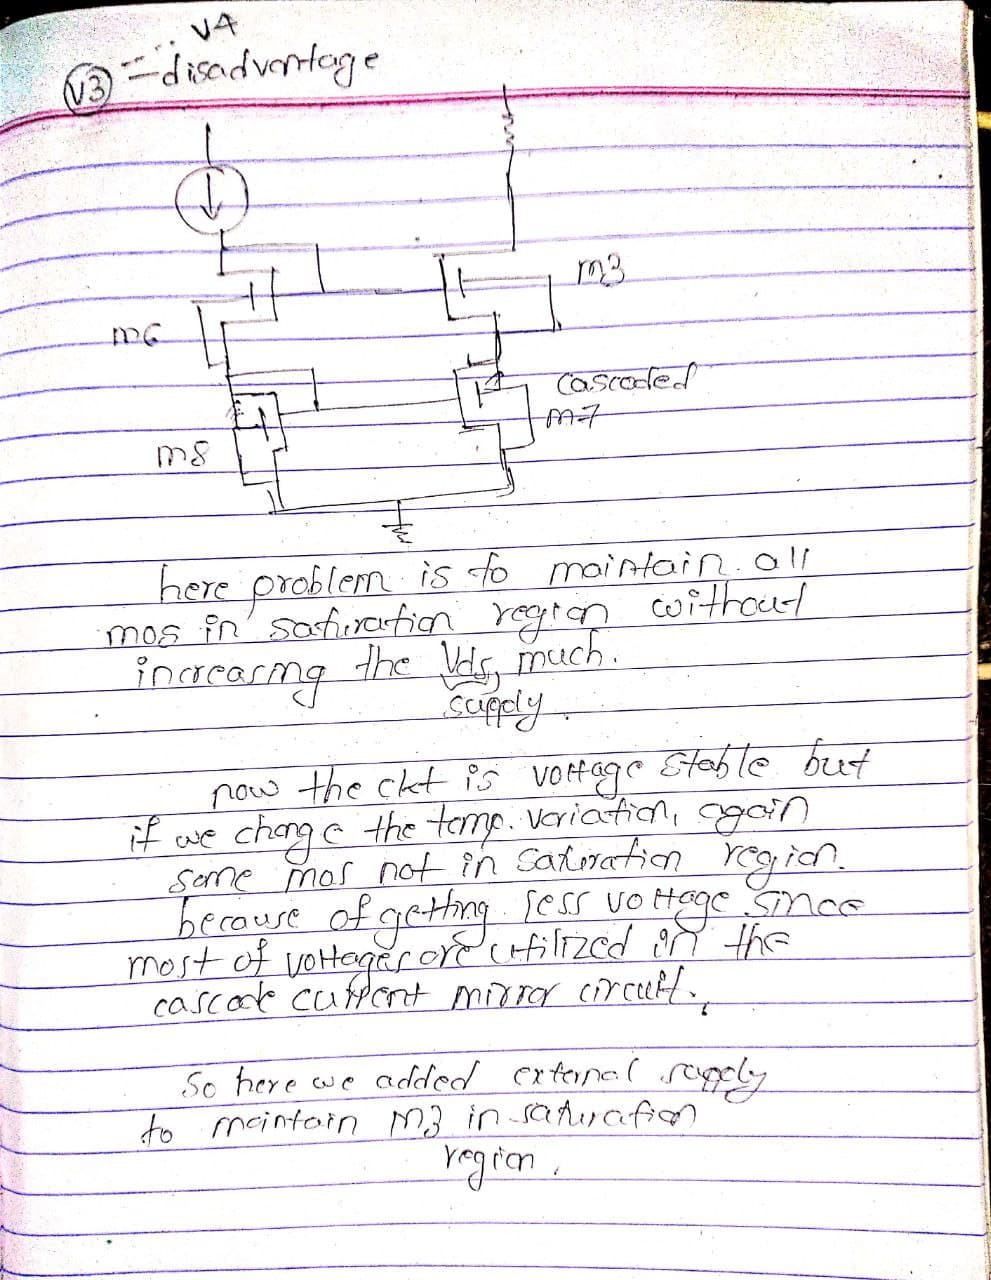 V4
V3 = disadvantage
m3
m6
cascoded
m7
m8
here problem is to maintain all
mos in saturation region without
increasing the Vds, much.
supply.
now the ckt is voltage stable but
if we change the temp. variation, again
some mos not in saturation region.
because of getting less voltage since
most of voltages are utilized in the
cascode current mirror circuit.
So here we added external supply
to maintain m3 in saturation
region.